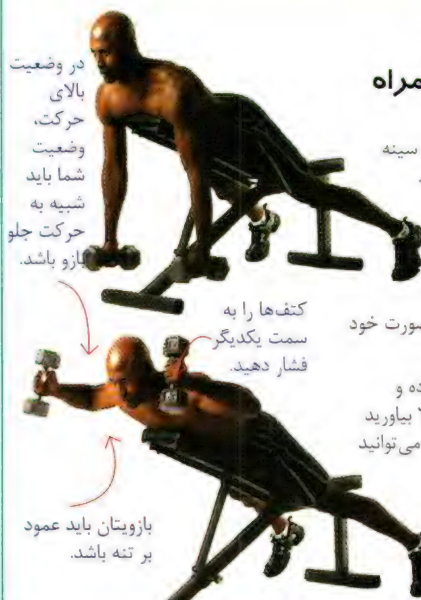 در وضعیت
بالای
حرکت،
وضعیت
شما باید
شبیه به
حرکت جلو
بازو باشد.
مراه
سینه
کتف‌ها را به
سمت یکدیگر
فشار دهید.
صورت خود
ده و
بیاورید
می‌توانید
بازویتان باید عمود
بر تنه باشد.